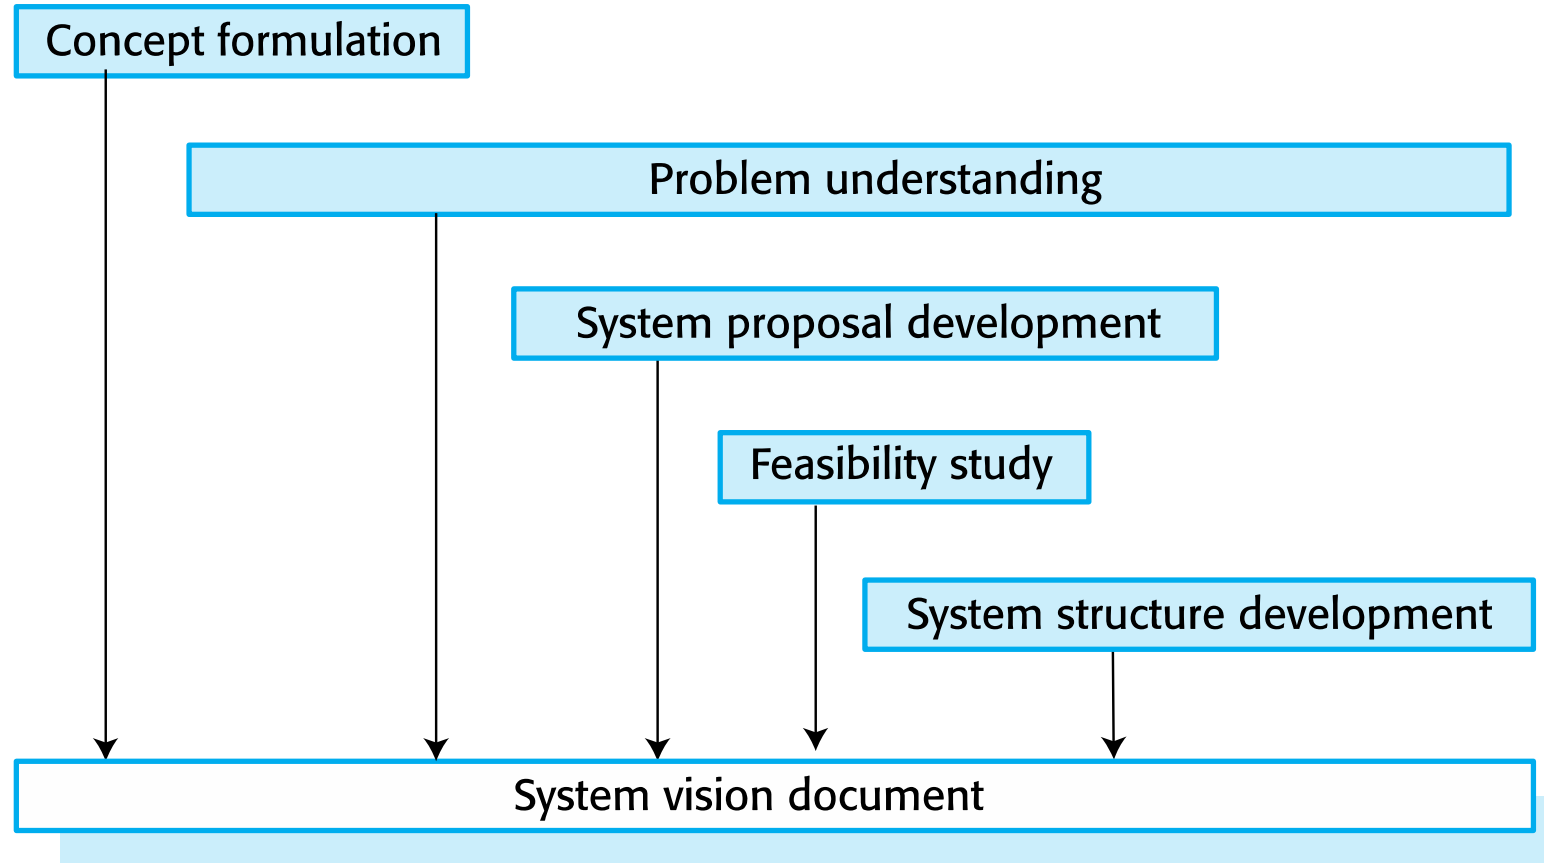 Concept formulation
Problem understanding
System proposal development
Feasibility study
System structure development
System vision document